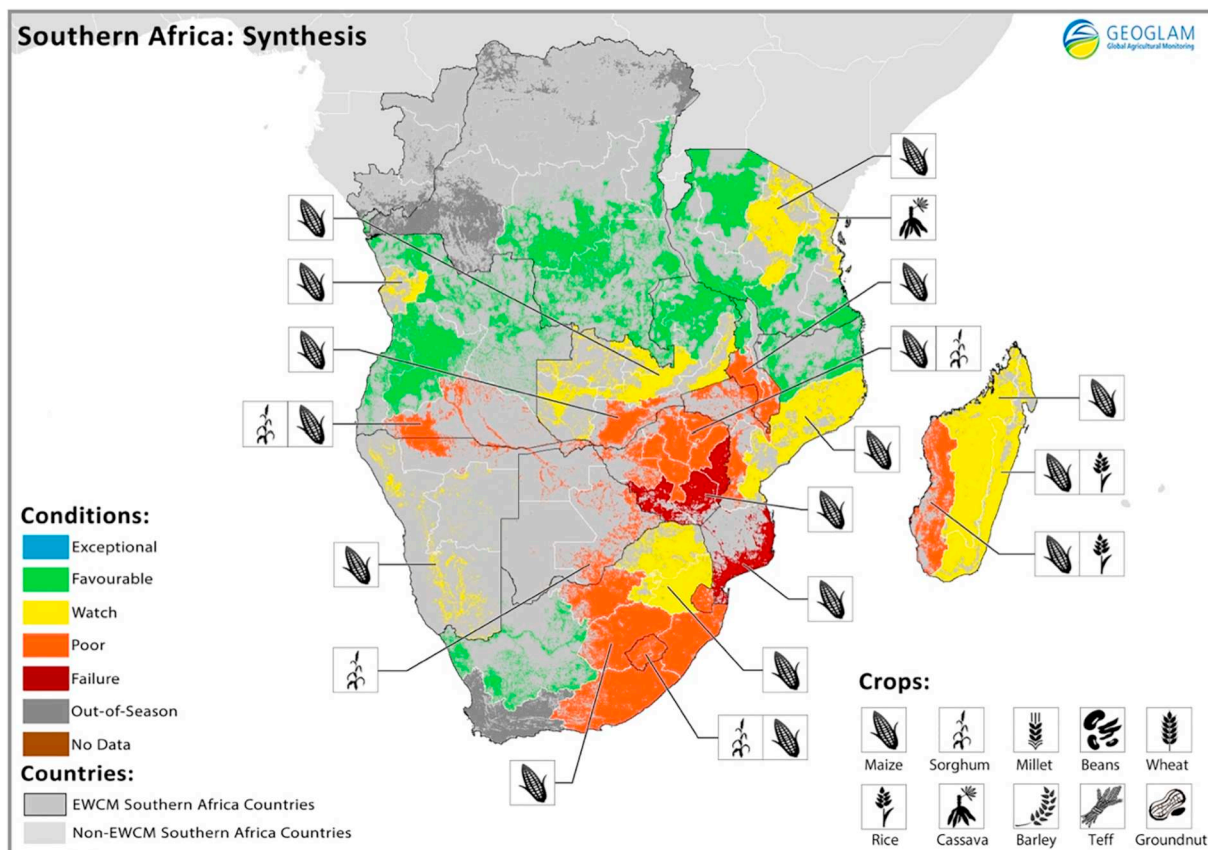 Southern Africa: Synthesis
GEOGLAM
Global Agricultural Monitoring
Conditions:
Exceptional
Favourable
Watch
Poor
Failure
Out-of-Season
No Data
Countries:
EWCM Southern Africa Countries
Non-EWCM Southern Africa Countries
Crops:
Maize Sorghum Millet Beans Wheat
Rice Cassava Barley Teff Groundnut